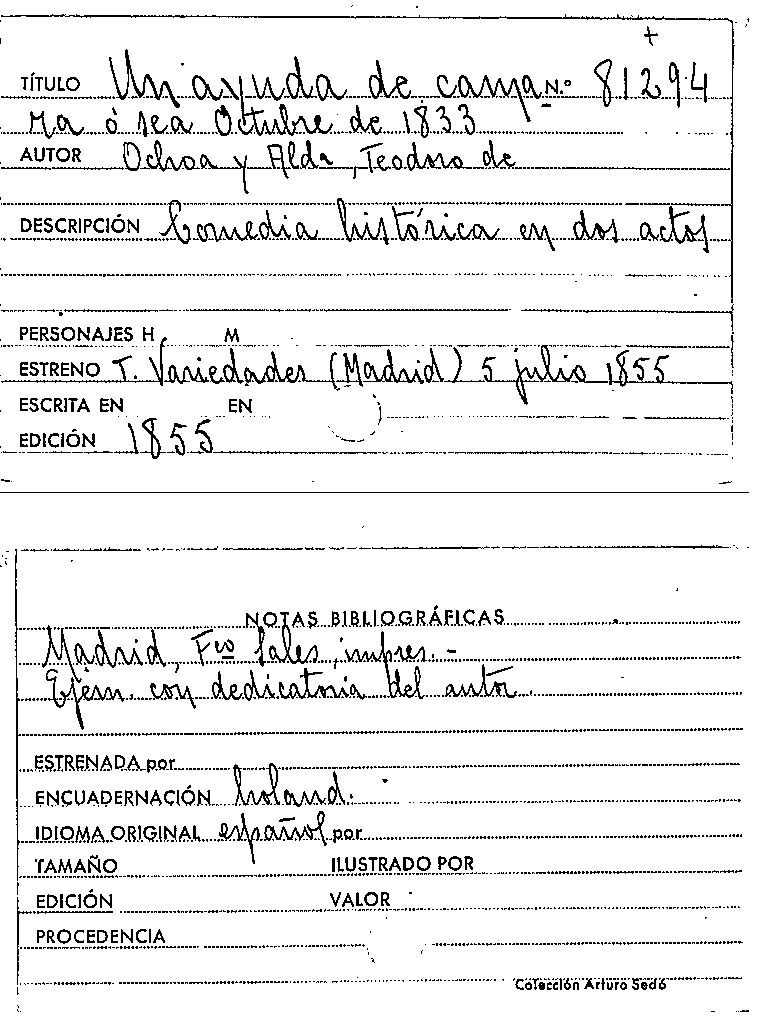 +
TÍTULO Un ayuda de cama N.º 81294
ra ó sea Octubre de 1833
AUTOR Ochoa y Alda, Teodoro de
DESCRIPCIÓN Comedia histórica en dos actos
PERSONAJES H M
ESTRENO T. Variedades (Madrid) 5 julio 1855
ESCRITA EN EN
EDICIÓN 1855
NOTAS BIBLIOGRÁFICAS
Madrid, Fco Sales, impres. -
Ejem. con dedicatoria del autor
ESTRENADA por
ENCUADERNACIÓN holand.
IDIOMA ORIGINAL español por
TAMAÑO ILUSTRADO POR
EDICIÓN VALOR
PROCEDENCIA
Colección Arturo Sedó